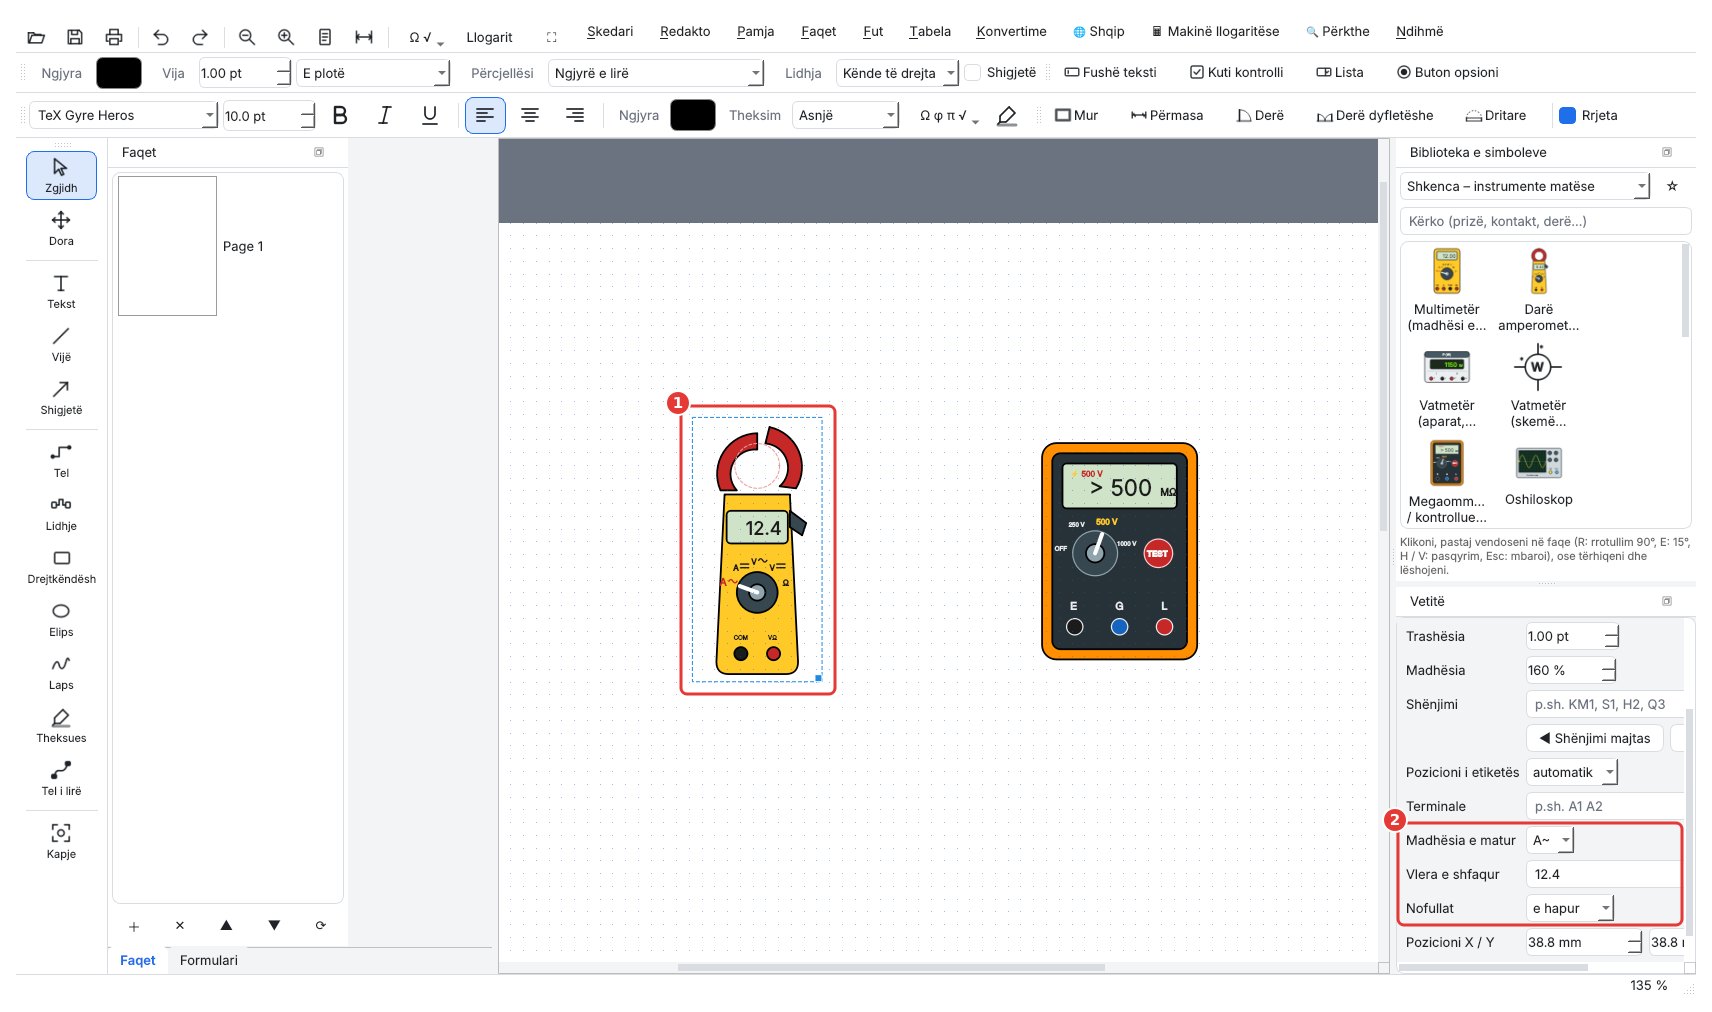 Ω √
Llogarit
Skedari
Redakto
Pamja
Faqet
Fut
Tabela
Konvertime
Shqip
Makinë llogaritëse
Përkthe
Ndihmë
Ngjyra
Vija
1.00 pt
E plotë
Përcjellësi
Ngjyrë e lirë
Lidhja
Kënde të drejta
Shigjetë
Fushë teksti
Kuti kontrolli
Lista
Buton opsioni
TeX Gyre Heros
10.0 pt
B
I
U
Ngjyra
Theksim
Asnjë
Ω φ π √
Mur
Përmasa
Derë
Derë dyfletëshe
Dritare
Rrjeta
Zgjidh
Dora
Tekst
Vijë
Shigjetë
Tel
Lidhje
Drejtkëndësh
Elips
Laps
Theksues
Tel i lirë
Kapje
Faqet
Page 1
Faqet
Formulari
1
12.4
A
V
V
A
Ω
COM
VΩ
500 V
> 500
MΩ
250 V
500 V
1000 V
OFF
TEST
E
G
L
Biblioteka e simboleve
Shkenca – instrumente matëse
Kërko (prizë, kontakt, derë...)
Multimetër
(madhësi e...
Darë
amperomet...
Vatmetër
(aparat,...
Vatmetër
(skemë...
Megaomm...
/ kontrollue...
Oshiloskop
Klikoni, pastaj vendoseni në faqe (R: rrotullim 90°, E: 15°,
H / V: pasqyrim, Esc: mbaroi), ose tërhiqeni dhe
lëshojeni.
Vetitë
Trashësia
1.00 pt
Madhësia
160 %
Shënjimi
p.sh. KM1, S1, H2, Q3
◀ Shënjimi majtas
Pozicioni i etiketës
automatik
Terminale
p.sh. A1 A2
2
Madhësia e matur
A~
Vlera e shfaqur
12.4
Nofullat
e hapur
Pozicioni X / Y
38.8 mm
38.8
135 %